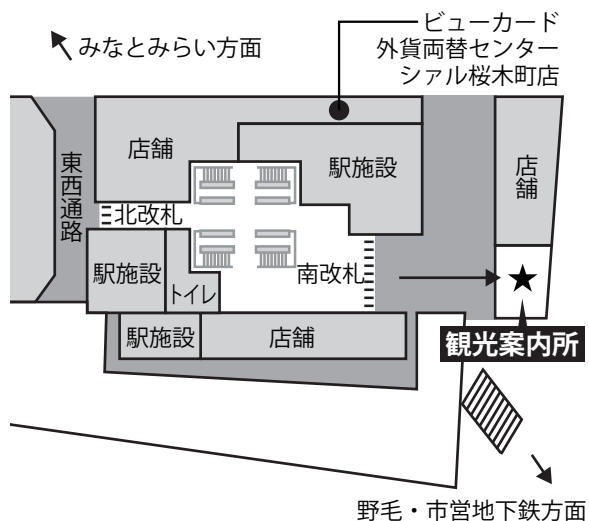 ビューカード
外貨両替センター
シァル桜木町店
みなとみらい方面
店舗
駅施設
店舗
東西通路
北改札
南改札
駅施設
トイレ
駅施設
店舗
観光案内所
野毛・市営地下鉄方面